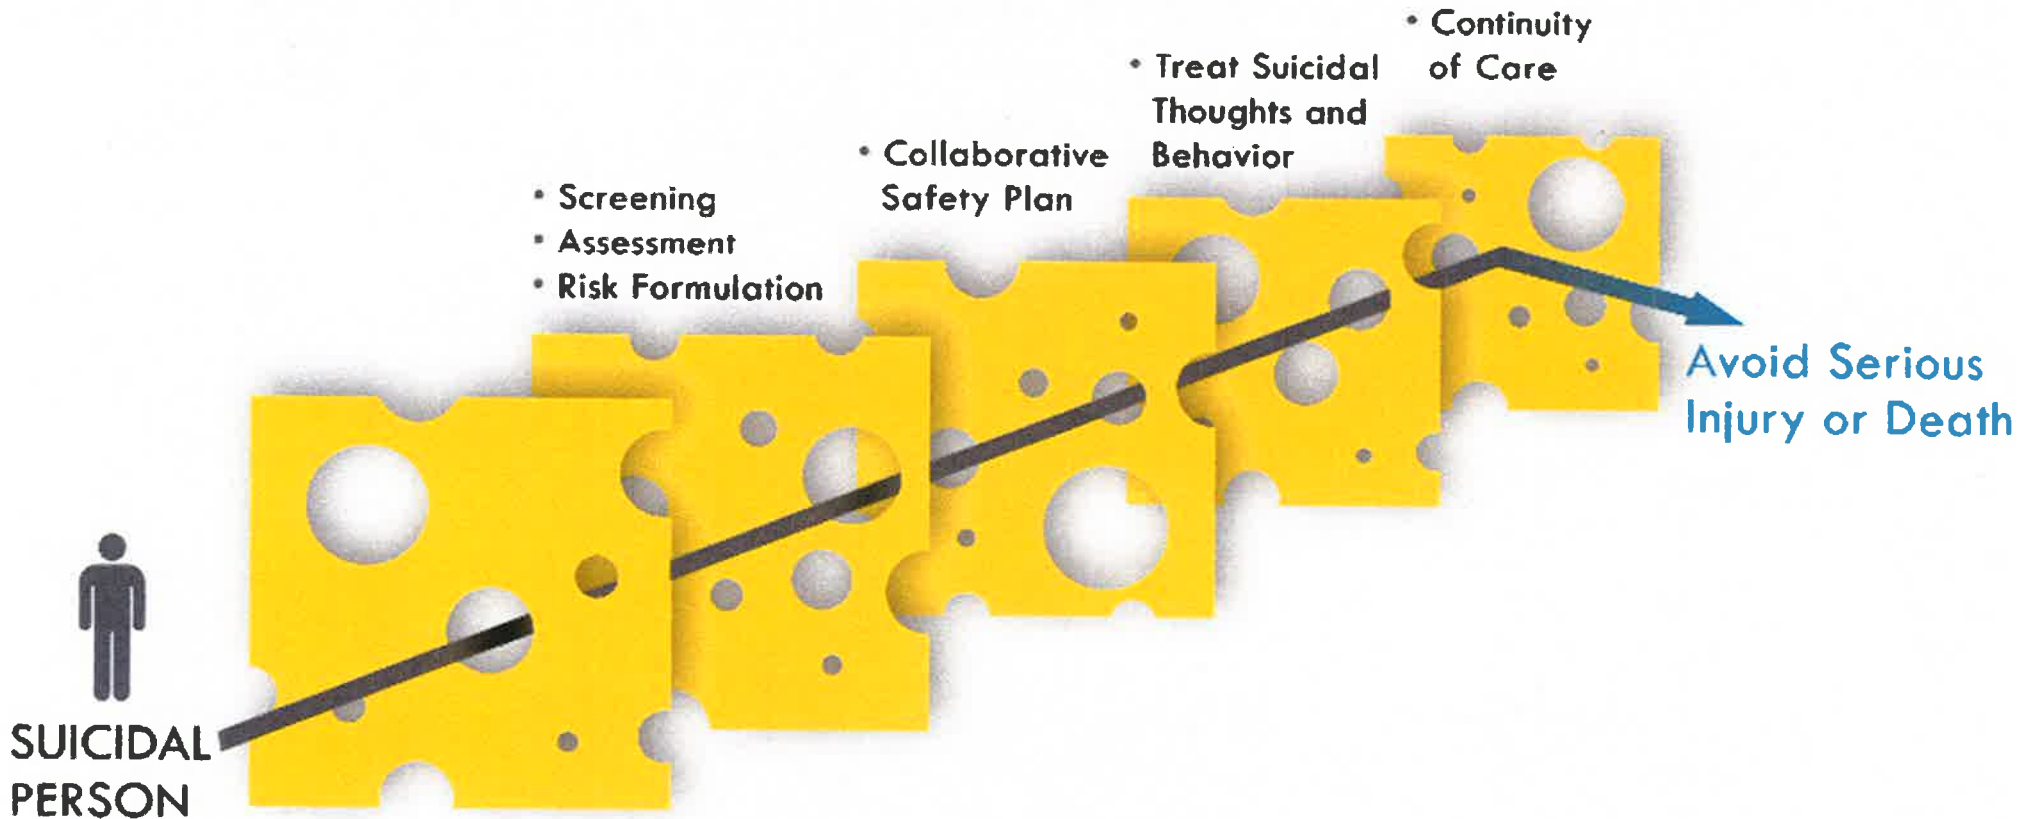 • Continuity
of Care
• Treat Suicidal
Thoughts and
Behavior
• Collaborative
Safety Plan
• Screening
• Assessment
• Risk Formulation
SUICIDAL
PERSON
Avoid Serious
Injury or Death